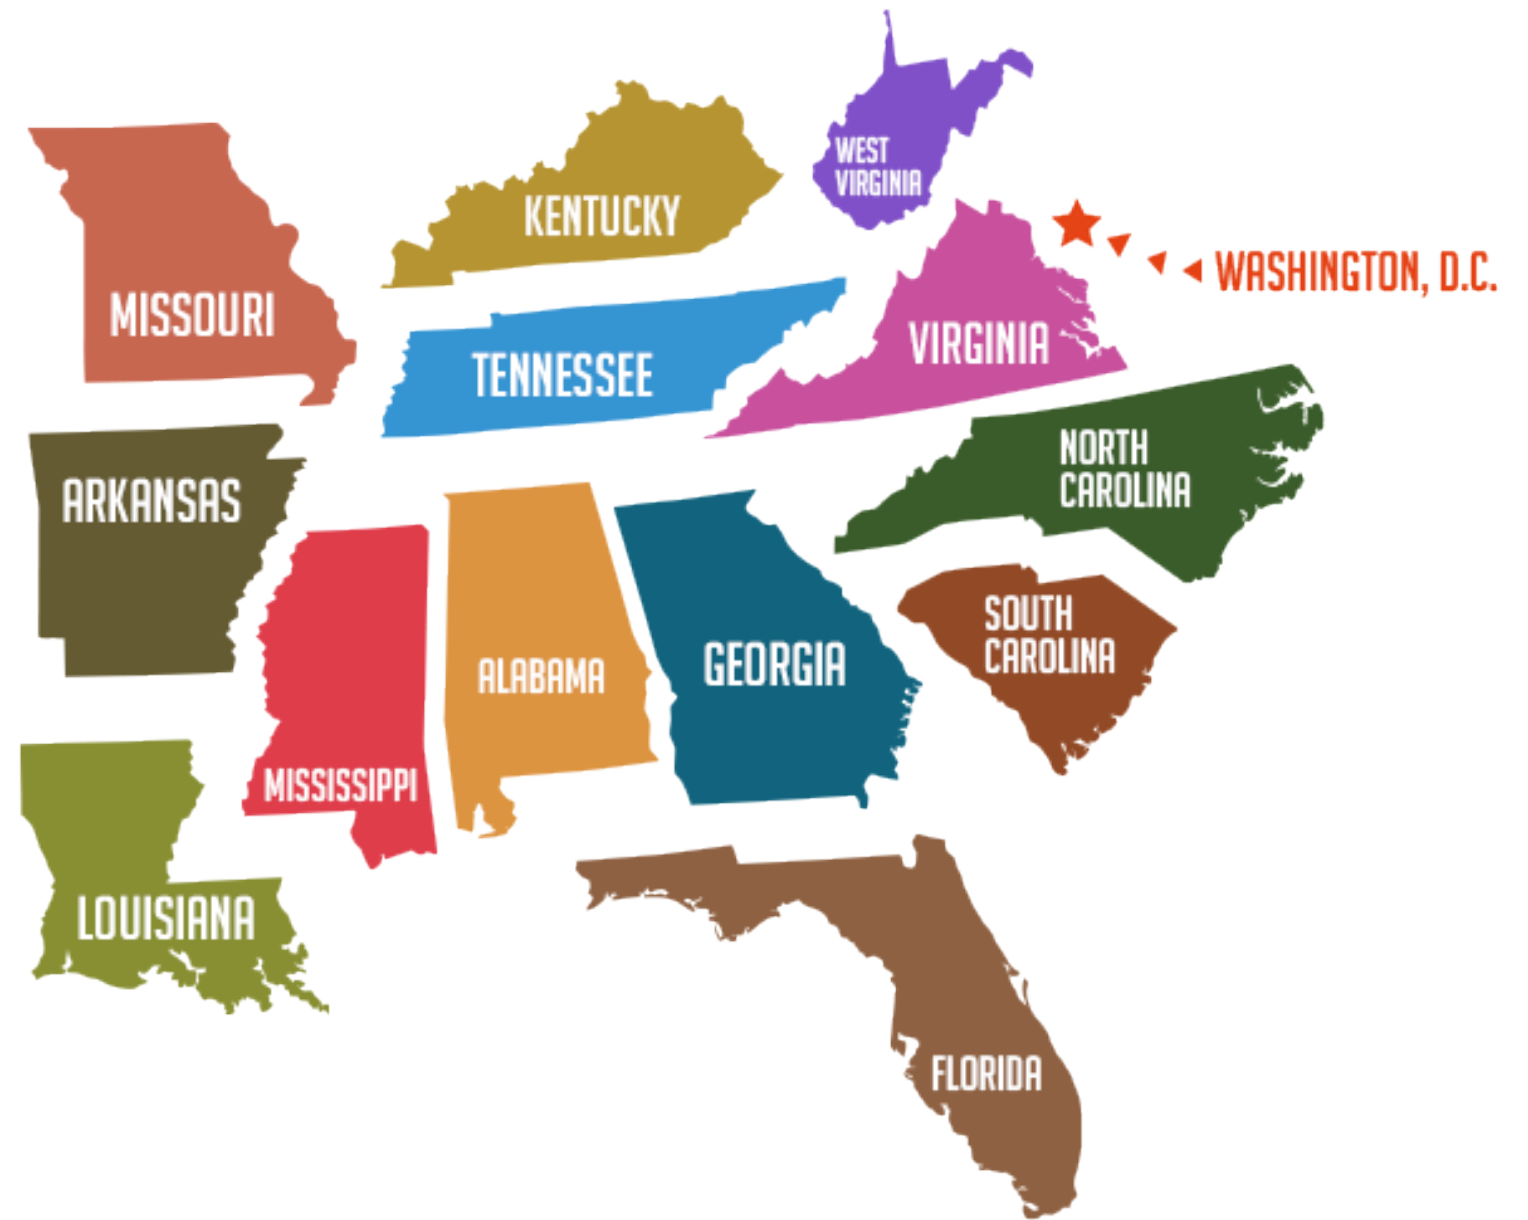 WEST
VIRGINIA
KENTUCKY
WASHINGTON, D.C.
MISSOURI
VIRGINIA
TENNESSEE
NORTH
CAROLINA
ARKANSAS
SOUTH
CAROLINA
GEORGIA
ALABAMA
MISSISSIPPI
LOUISIANA
FLORIDA